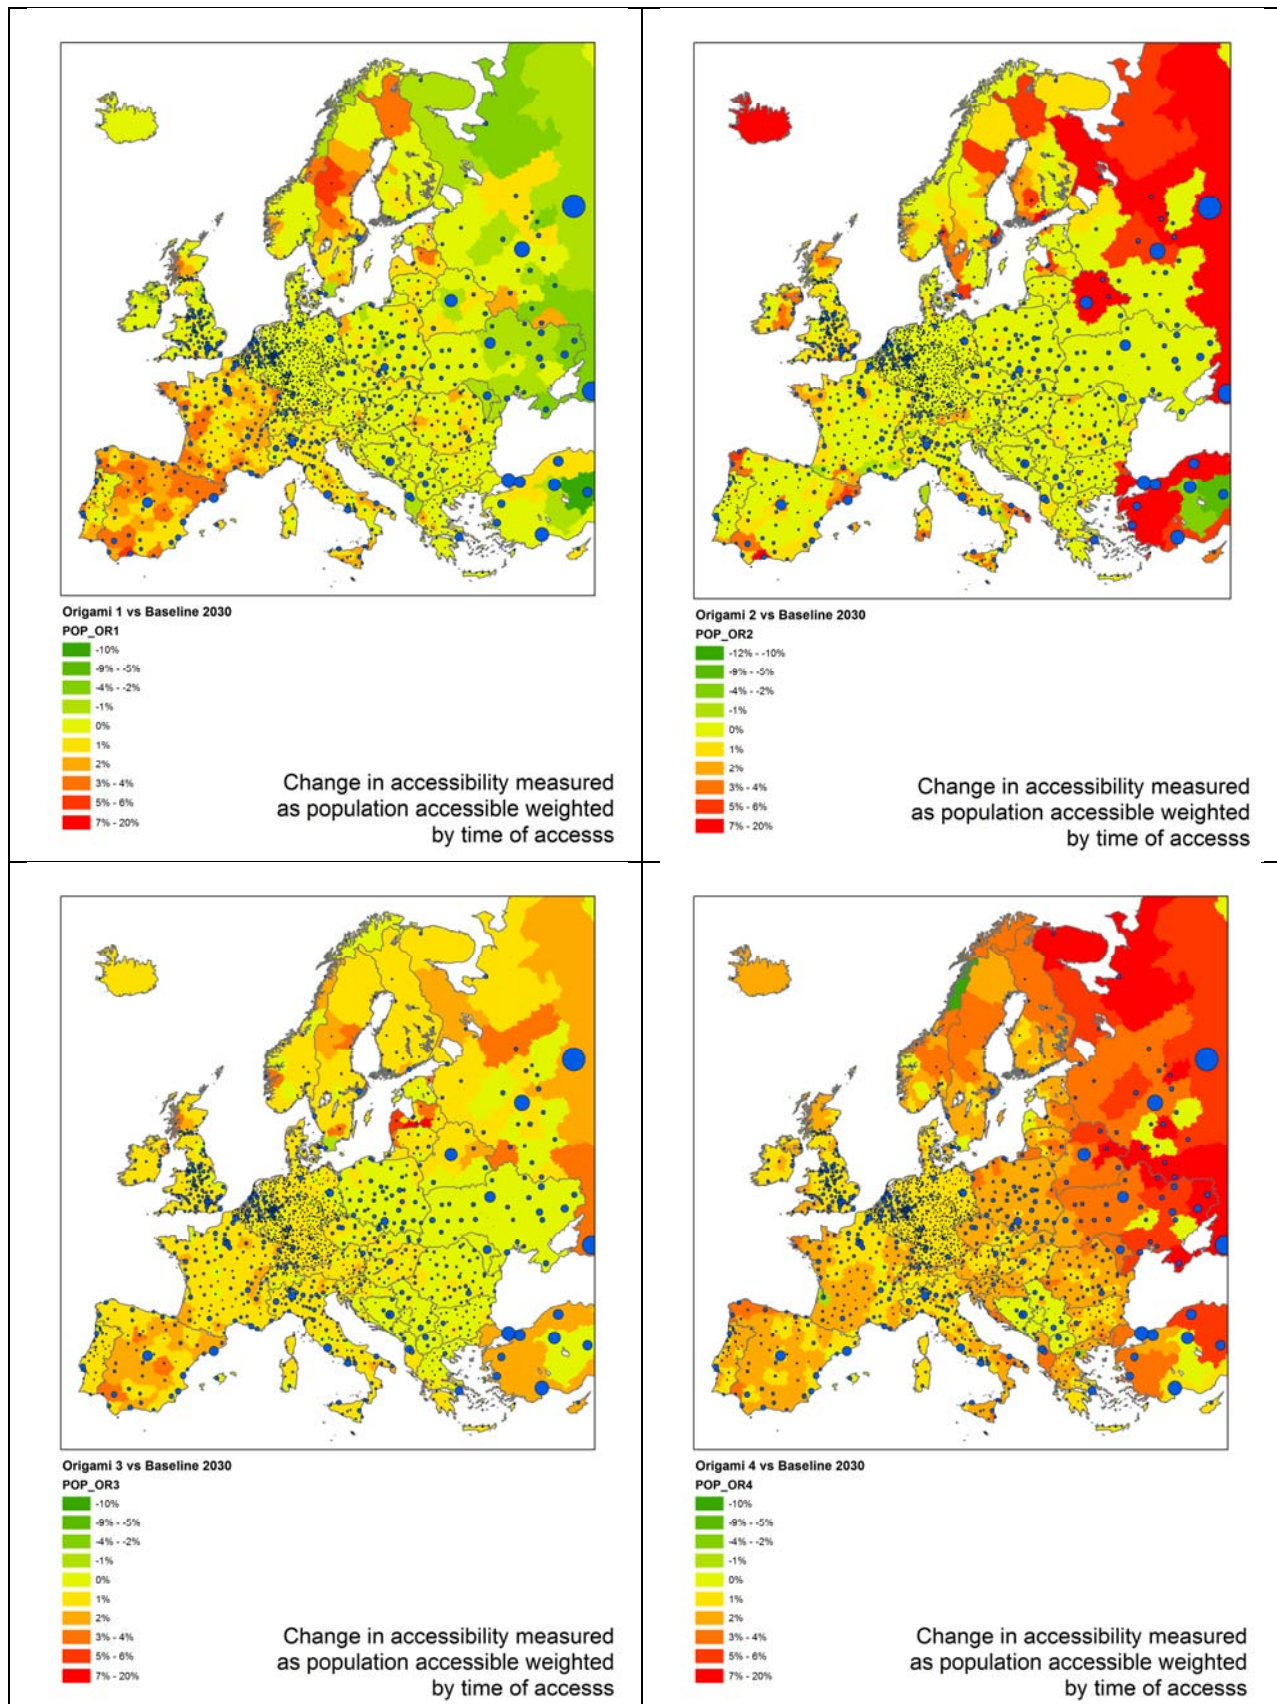 Origami 1 vs Baseline 2030
POP_OR1
-10%
-9% - -5%
-4% - -2%
-1%
0%
1%
2%
3% - 4%
5% - 6%
7% - 20%
Change in accessibility measured
as population accessible weighted
by time of accesss
Origami 2 vs Baseline 2030
POP_OR2
-12% - -10%
-9% - -5%
-4% - -2%
-1%
0%
1%
2%
3% - 4%
5% - 6%
7% - 20%
Change in accessibility measured
as population accessible weighted
by time of accesss
Origami 3 vs Baseline 2030
POP_OR3
-10%
-9% - -5%
-4% - -2%
-1%
0%
1%
2%
3% - 4%
5% - 6%
7% - 20%
Change in accessibility measured
as population accessible weighted
by time of accesss
Origami 4 vs Baseline 2030
POP_OR4
-10%
-9% - -5%
-4% - -2%
-1%
0%
1%
2%
3% - 4%
5% - 6%
7% - 20%
Change in accessibility measured
as population accessible weighted
by time of accesss